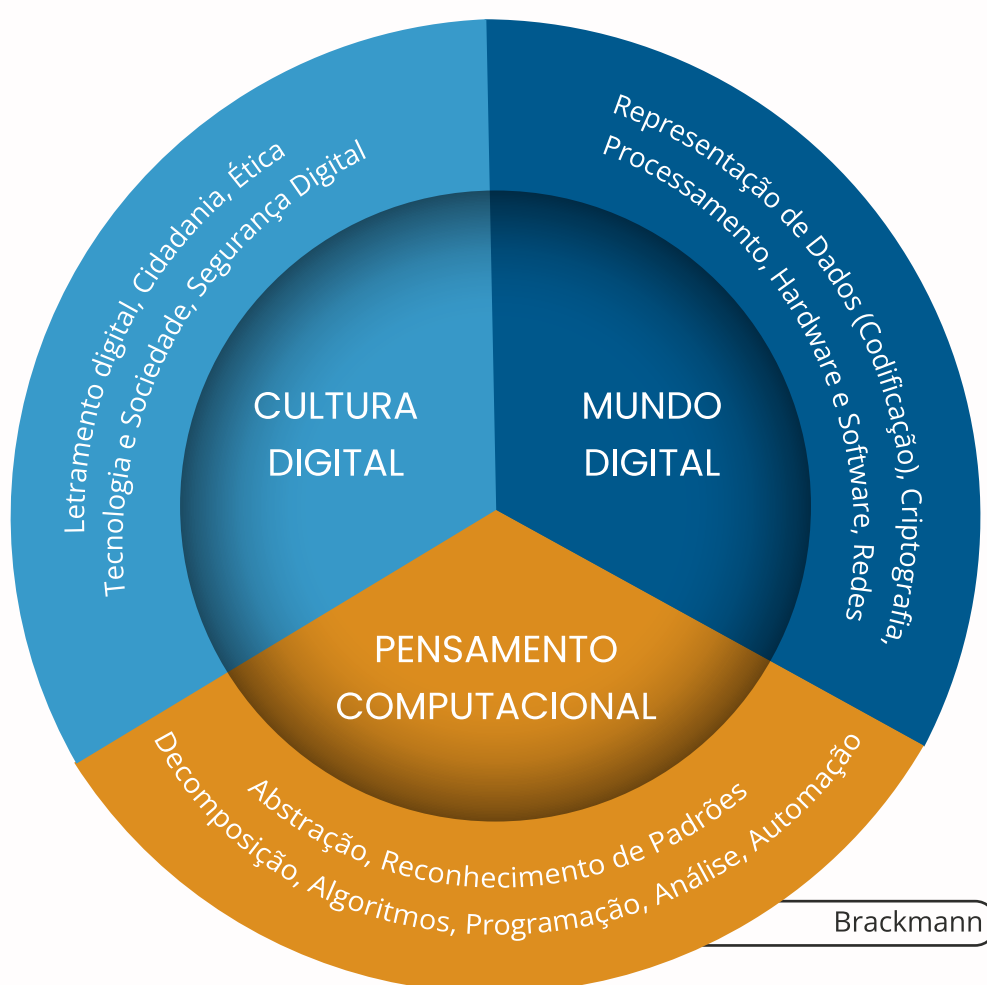 Letramento digital, Cidadania, Ética
Tecnologia e Sociedade, Segurança Digital
Representação de Dados (Codificação), Criptografia,
Processamento, Hardware e Software, Redes
CULTURA
DIGITAL
MUNDO
DIGITAL
PENSAMENTO
COMPUTACIONAL
Abstração, Reconhecimento de Padrões
Decomposição, Algoritmos, Programação, Análise, Automação
Brackmann